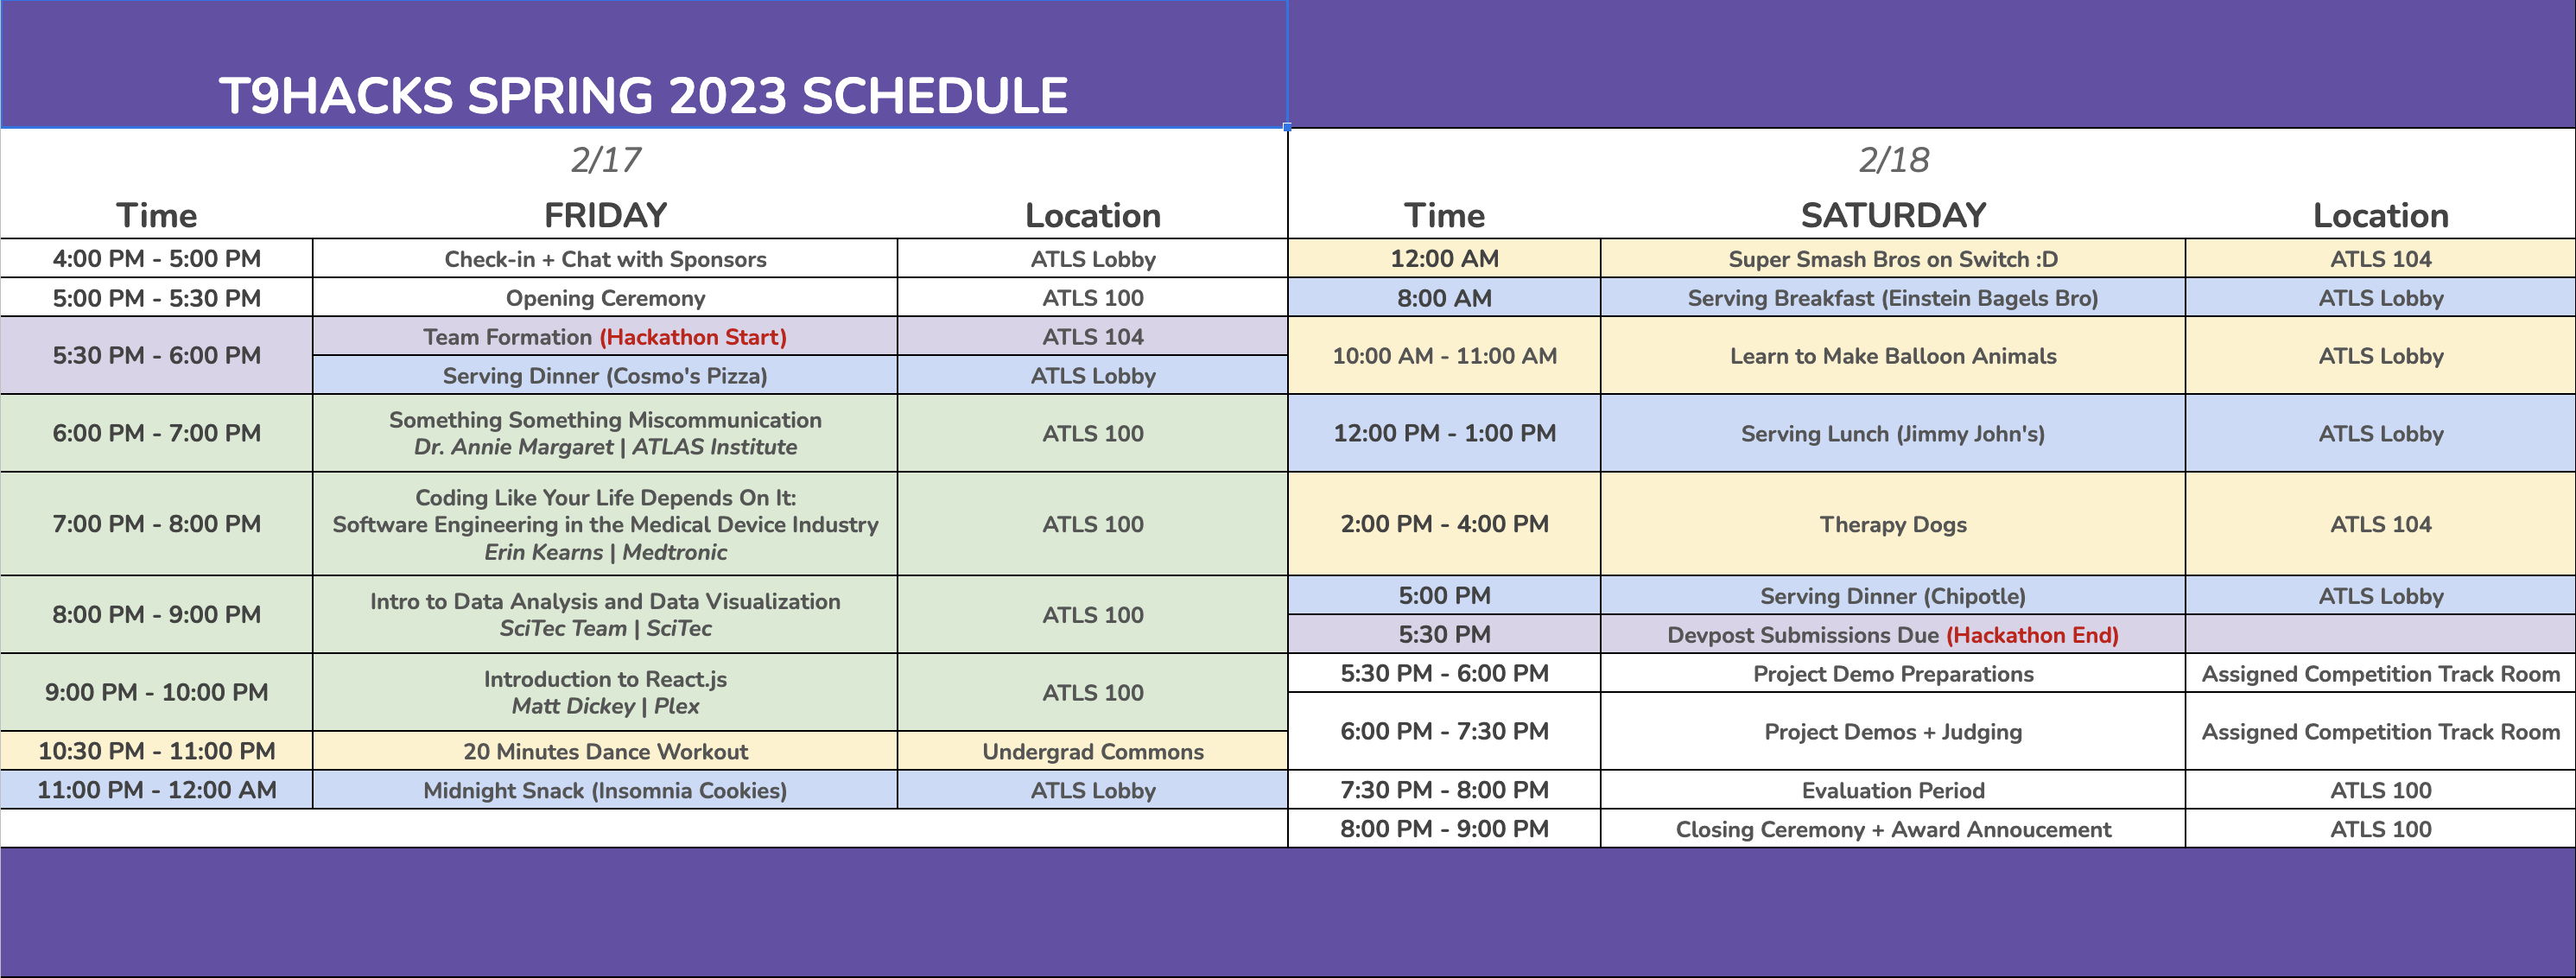 T9HACKS SPRING 2023 SCHEDULE
2/17
Time FRIDAY Location
4:00 PM - 5:00 PM Check-in + Chat with Sponsors ATLS Lobby
5:00 PM - 5:30 PM Opening Ceremony ATLS 100
5:30 PM - 6:00 PM
Team Formation (Hackathon Start) ATLS 104
Serving Dinner (Cosmo's Pizza) ATLS Lobby
6:00 PM - 7:00 PM
Something Something Miscommunication
Dr. Annie Margaret | ATLAS Institute
ATLS 100
7:00 PM - 8:00 PM
Coding Like Your Life Depends On It:
Software Engineering in the Medical Device Industry
Erin Kearns | Medtronic
ATLS 100
8:00 PM - 9:00 PM
Intro to Data Analysis and Data Visualization
SciTec Team | SciTec
ATLS 100
9:00 PM - 10:00 PM
Introduction to React.js
Matt Dickey | Plex
ATLS 100
10:30 PM - 11:00 PM 20 Minutes Dance Workout Undergrad Commons
11:00 PM - 12:00 AM Midnight Snack (Insomnia Cookies) ATLS Lobby
2/18
Time SATURDAY Location
12:00 AM Super Smash Bros on Switch :D ATLS 104
8:00 AM Serving Breakfast (Einstein Bagels Bro) ATLS Lobby
10:00 AM - 11:00 AM Learn to Make Balloon Animals ATLS Lobby
12:00 PM - 1:00 PM Serving Lunch (Jimmy John's) ATLS Lobby
2:00 PM - 4:00 PM Therapy Dogs ATLS 104
5:00 PM Serving Dinner (Chipotle) ATLS Lobby
5:30 PM Devpost Submissions Due (Hackathon End)
5:30 PM - 6:00 PM Project Demo Preparations Assigned Competition Track Room
6:00 PM - 7:30 PM Project Demos + Judging Assigned Competition Track Room
7:30 PM - 8:00 PM Evaluation Period ATLS 100
8:00 PM - 9:00 PM Closing Ceremony + Award Annoucement ATLS 100